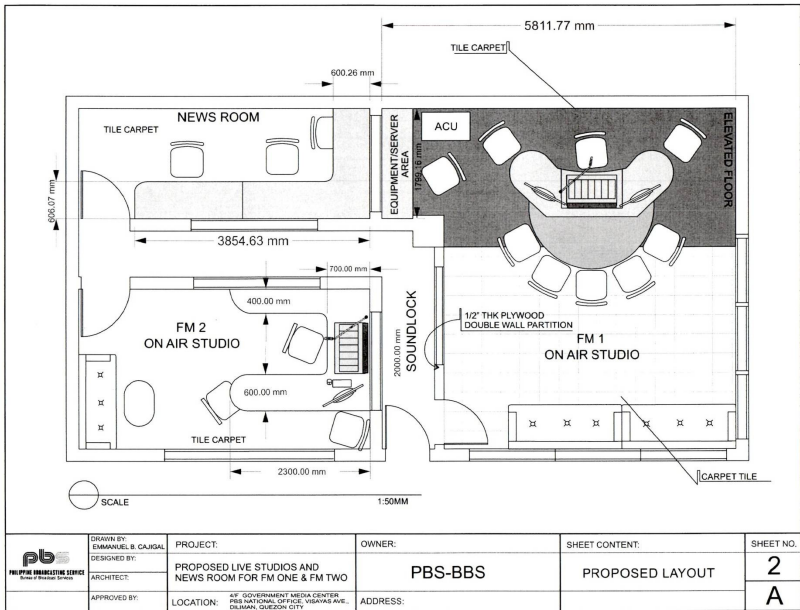 5811.77 mm
TILE CARPET
600.26 mm
NEWS ROOM
TILE CARPET
EQUIPMENT/SERVER
AREA
ACU
1799.16 mm
ELEVATED FLOOR
606.07 mm
3854.63 mm
700.00 mm
400.00 mm
FM 2
ON AIR STUDIO
600.00 mm
2000.00 mm
SOUNDLOCK
1/2" THK PLYWOOD
DOUBLE WALL PARTITION
FM 1
ON AIR STUDIO
TILE CARPET
2300.00 mm
CARPET TILE
SCALE
1:50MM
pbs
PHILIPPINE BROADCASTING SERVICE
Bureau of Broadcast Services
DRAWN BY:
EMMANUEL B. CAJIGAL
DESIGNED BY:
ARCHITECT:
APPROVED BY:
PROJECT:
PROPOSED LIVE STUDIOS AND
NEWS ROOM FOR FM ONE & FM TWO
LOCATION: 4/F GOVERNMENT MEDIA CENTER
PBS NATIONAL OFFICE, VISAYAS AVE.,
DILIMAN, QUEZON CITY
OWNER:
PBS-BBS
ADDRESS:
SHEET CONTENT:
PROPOSED LAYOUT
SHEET NO.
2
A